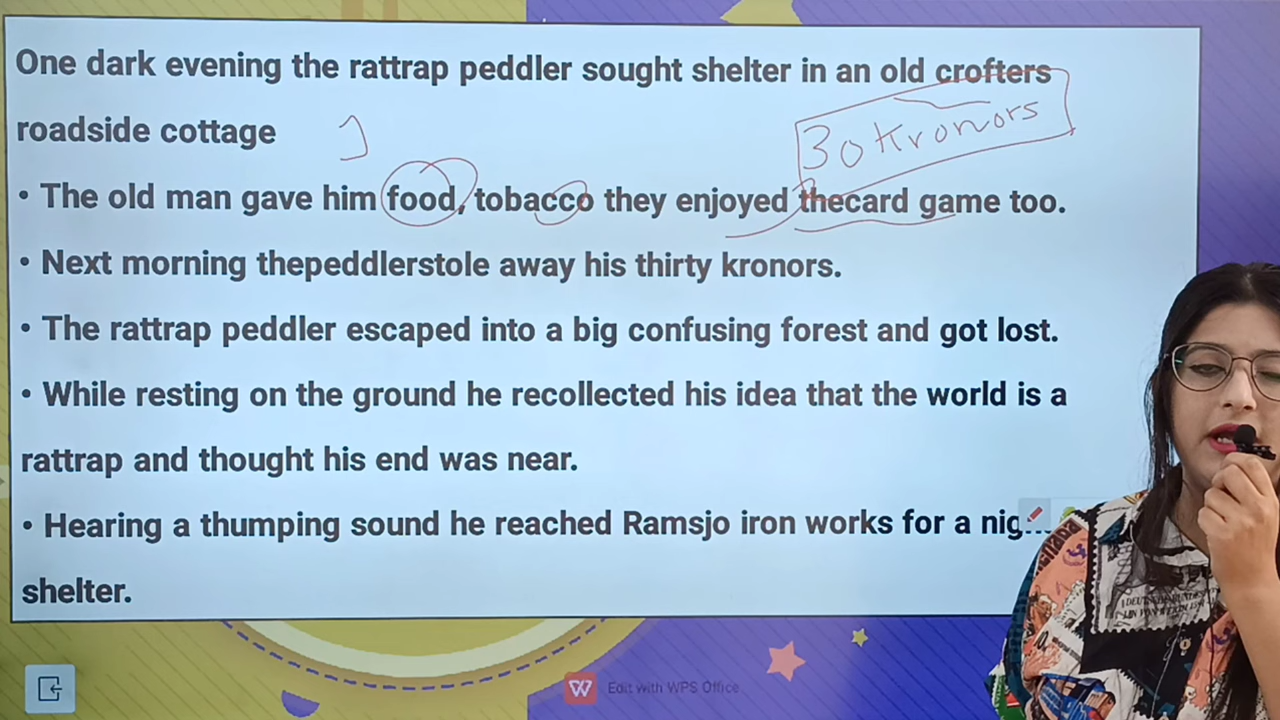 One dark evening the rattrap peddler sought shelter in an old crofters
roadside cottage
30 Kronors
• The old man gave him food, tobacco they enjoyed thecard game too.
• Next morning thepeddlerstole away his thirty kronors.
• The rattrap peddler escaped into a big confusing forest and got lost.
• While resting on the ground he recollected his idea that the world is a
rattrap and thought his end was near.
• Hearing a thumping sound he reached Ramsjo iron works for a
shelter.
Edit with WPS Office